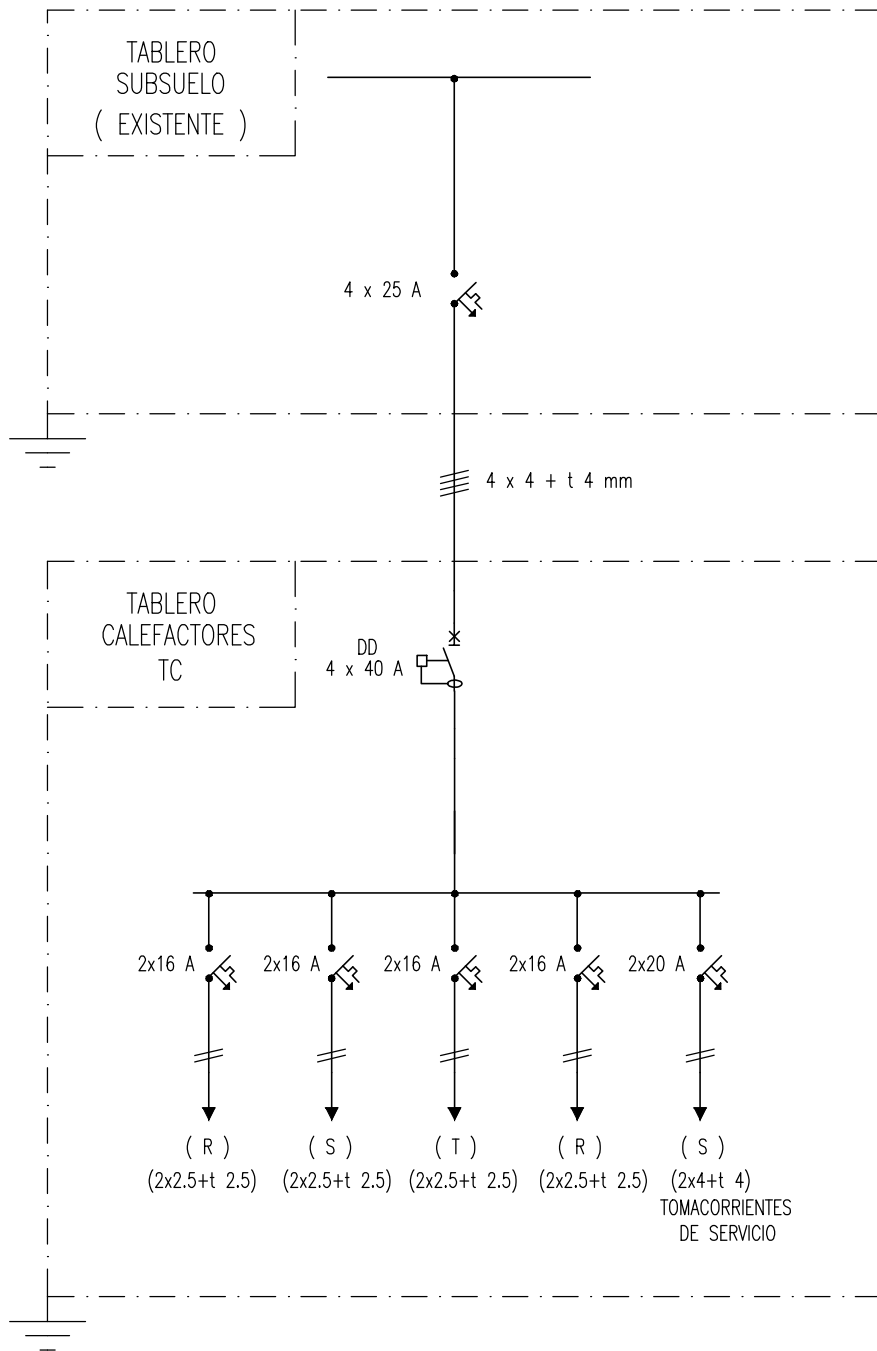 TABLERO
SUBSUELO
( EXISTENTE )
4 x 25 A
4 x 4 + t 4 mm
TABLERO
CALEFACTORES
TC
DD
4 x 40 A
2x16 A
2x16 A
2x16 A
2x16 A
2x20 A
( R )
( S )
( T )
( R )
( S )
(2x2.5+t 2.5)
(2x2.5+t 2.5)
(2x2.5+t 2.5)
(2x2.5+t 2.5)
(2x4+t 4)
TOMACORRIENTES
DE SERVICIO